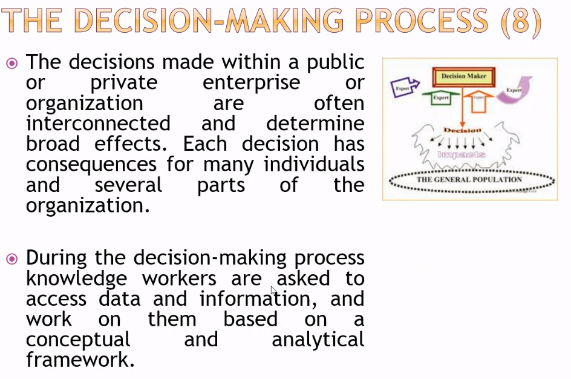 THE DECISION-MAKING PROCESS (8)
The decisions made within a public
or private enterprise or
organization are often
interconnected and determine
broad effects. Each decision has
consequences for many individuals
and several parts of the
organization.
During the decision-making process
knowledge workers are asked to
access data and information, and
work on them based on a
conceptual and analytical
framework.
Decision Maker
Expert
Expert
Expert
Expert
Decision
Impacts
THE GENERAL POPULATION